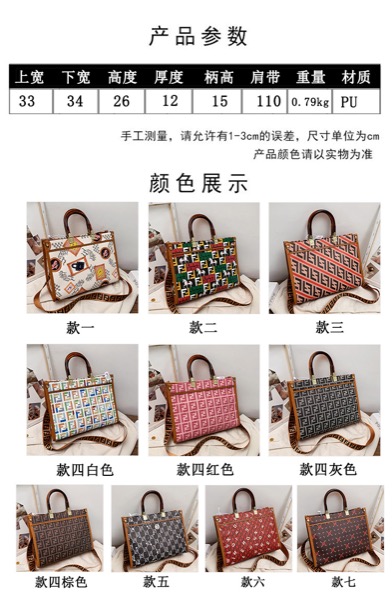 产品参数
上宽 下宽 高度 厚度 柄高 肩带 重量 材质
33 34 26 12 15 110 0.79kg PU
手工测量，请允许有1-3cm的误差，尺寸单位为cm
产品颜色请以实物为准
颜色展示
款一 款二 款三
款四白色 款四红色 款四灰色
款四棕色 款五 款六 款七